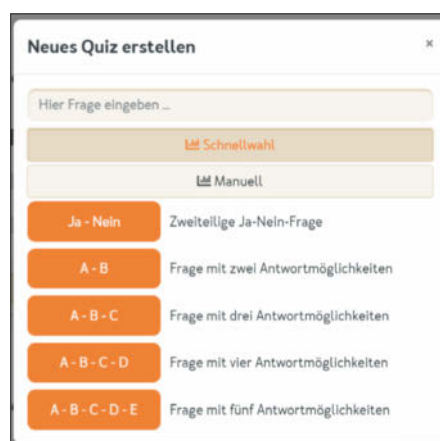 Neues Quiz erstellen ×
Hier Frage eingeben ...
Schnellwahl
Manuell
Ja - Nein Zweiteilige Ja-Nein-Frage
A - B Frage mit zwei Antwortmöglichkeiten
A - B - C Frage mit drei Antwortmöglichkeiten
A - B - C - D Frage mit vier Antwortmöglichkeiten
A - B - C - D - E Frage mit fünf Antwortmöglichkeiten